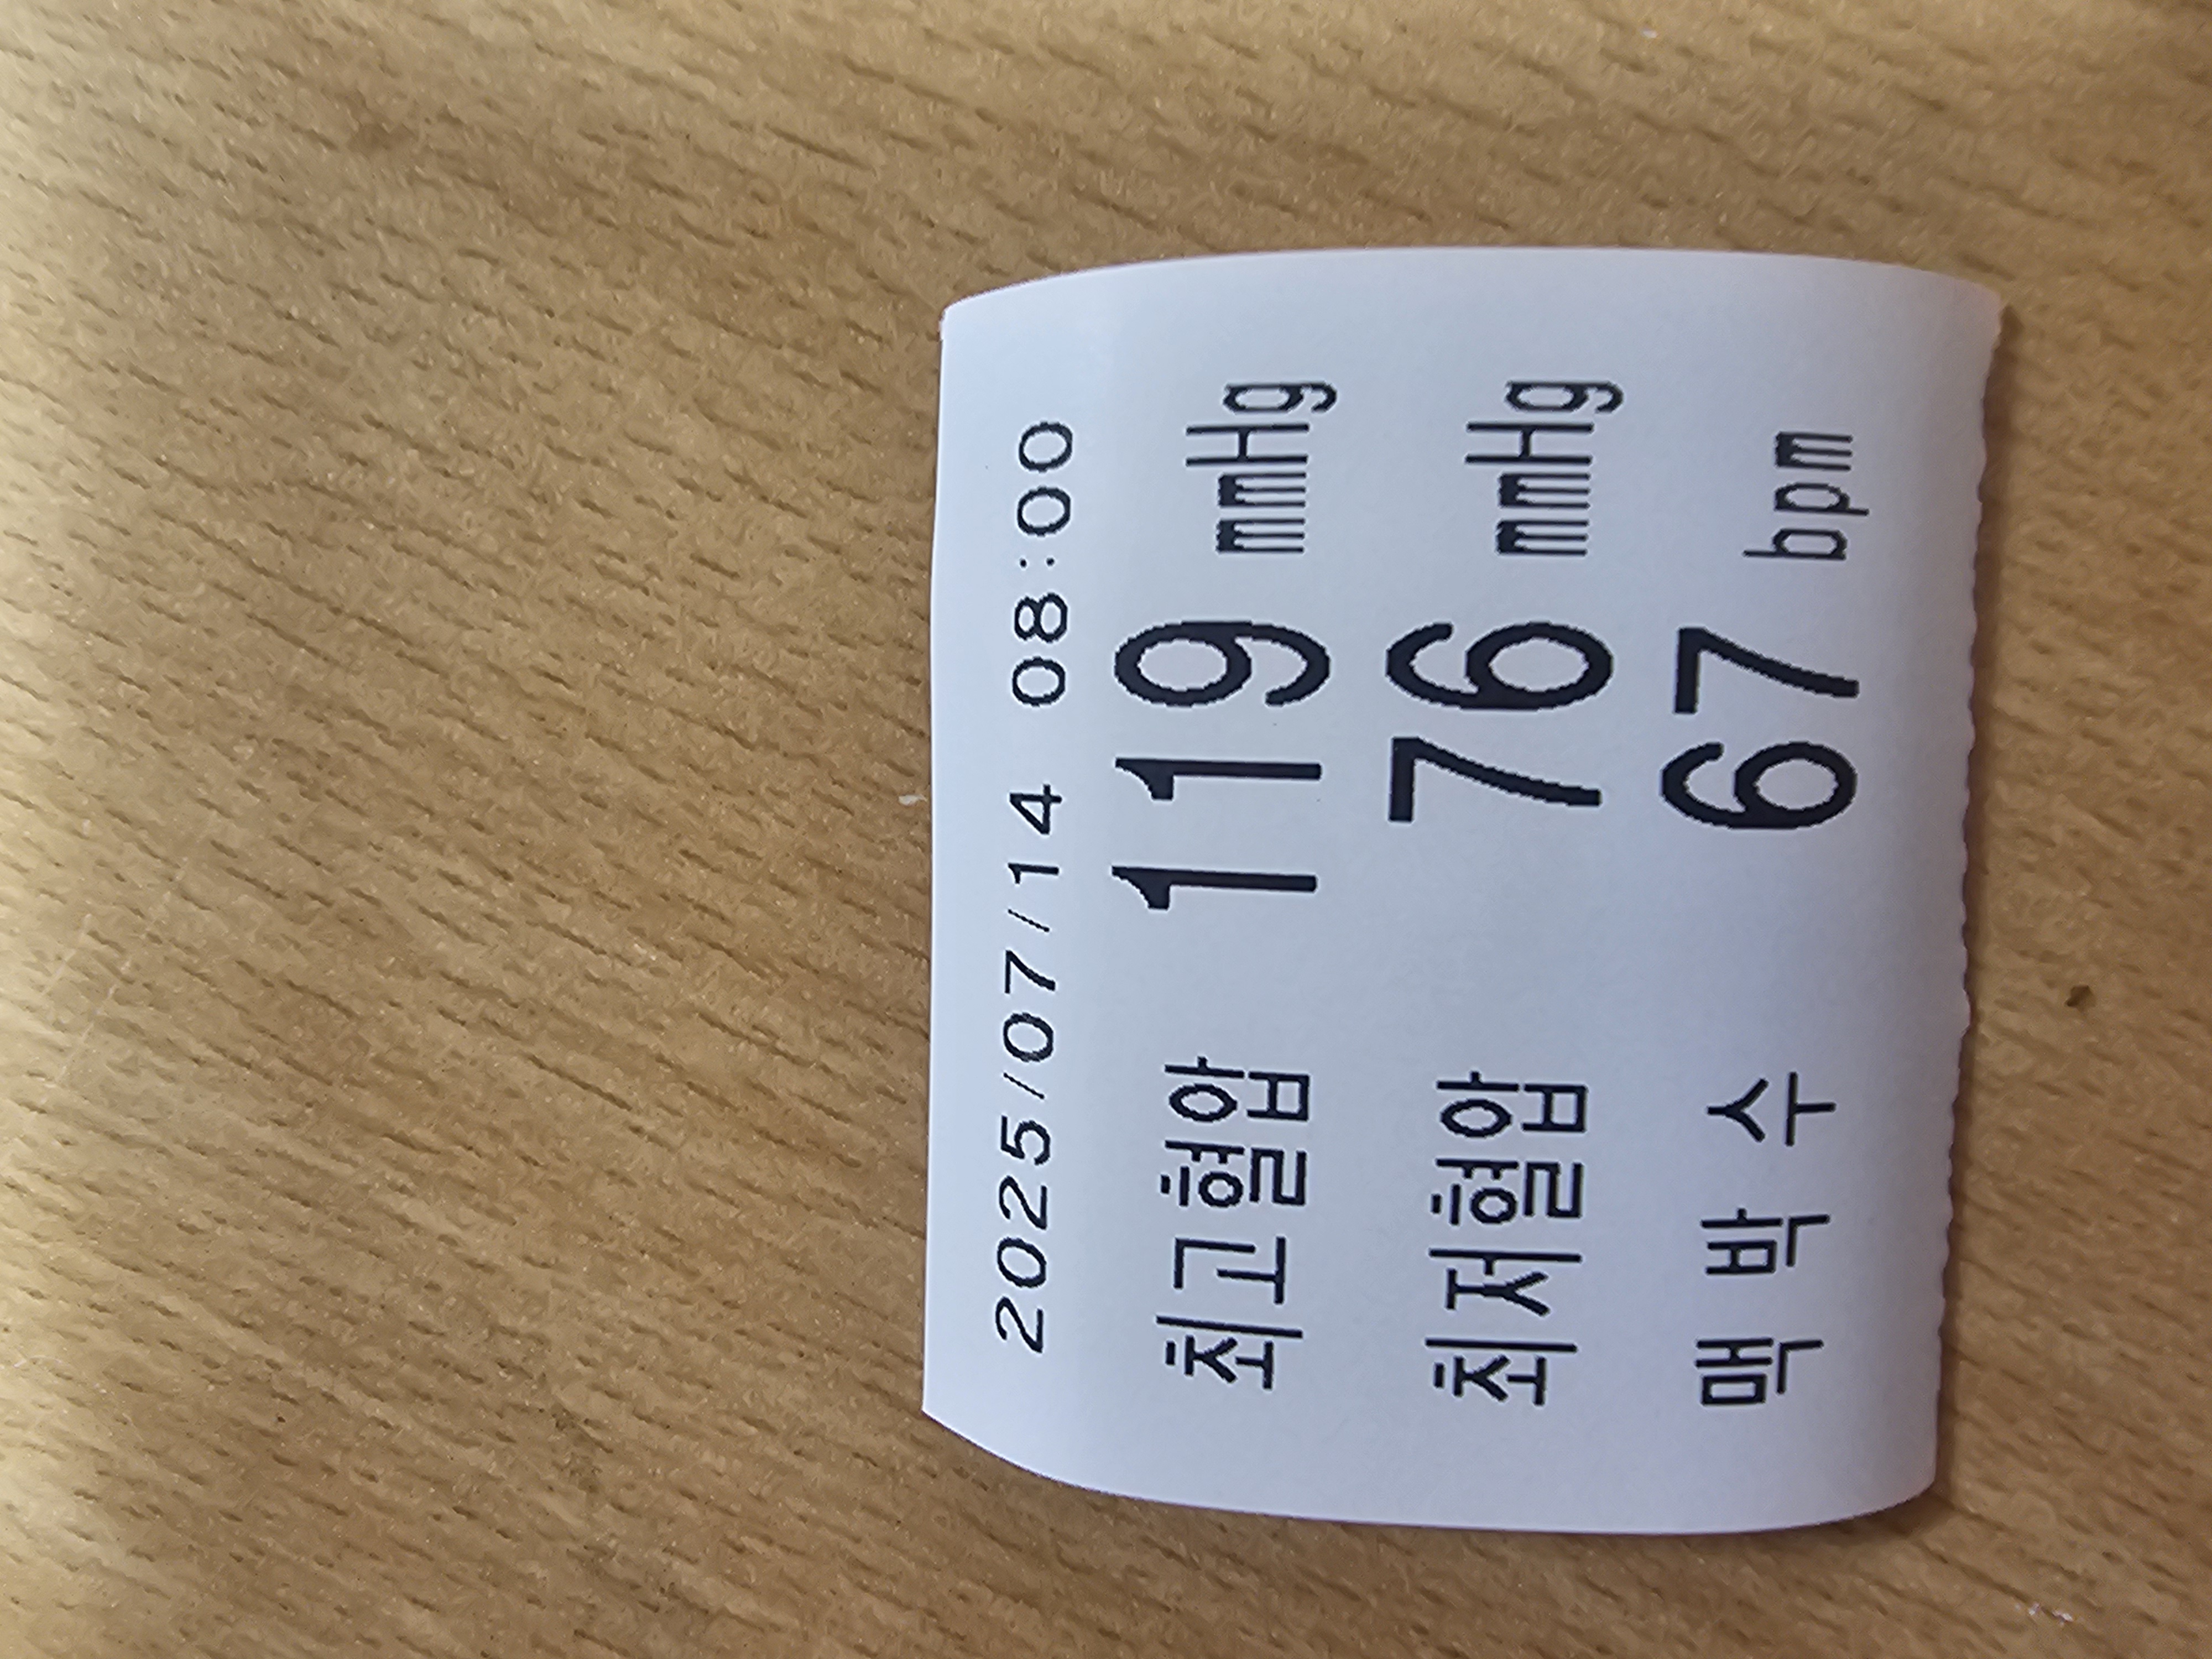 2025/07/14 08:00
최고혈압 119 mmHg
최저혈압 76 mmHg
맥 박 수 67 bpm